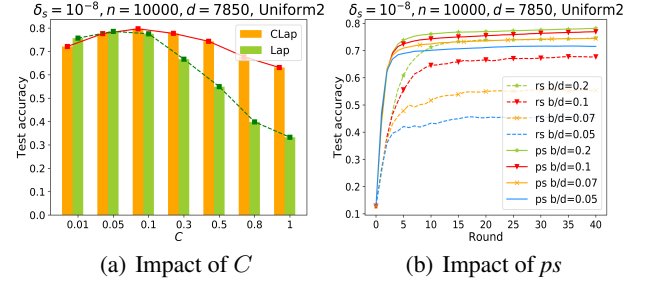 δs = 10⁻⁸, n = 10000, d = 7850, Uniform2
Test accuracy
0.8
0.7
0.6
0.5
0.4
0.3
0.2
0.1
0.0
CLap
Lap
0.01 0.05 0.1 0.3 0.5 0.8 1
C
(a) Impact of C
δs = 10⁻⁸, n = 10000, d = 7850, Uniform2
Test accuracy
0.8
0.7
0.6
0.5
0.4
0.3
0.2
0.1
rs b/d=0.2
rs b/d=0.1
rs b/d=0.07
rs b/d=0.05
ps b/d=0.2
ps b/d=0.1
ps b/d=0.07
ps b/d=0.05
0 5 10 15 20 25 30 35 40
Round
(b) Impact of ps